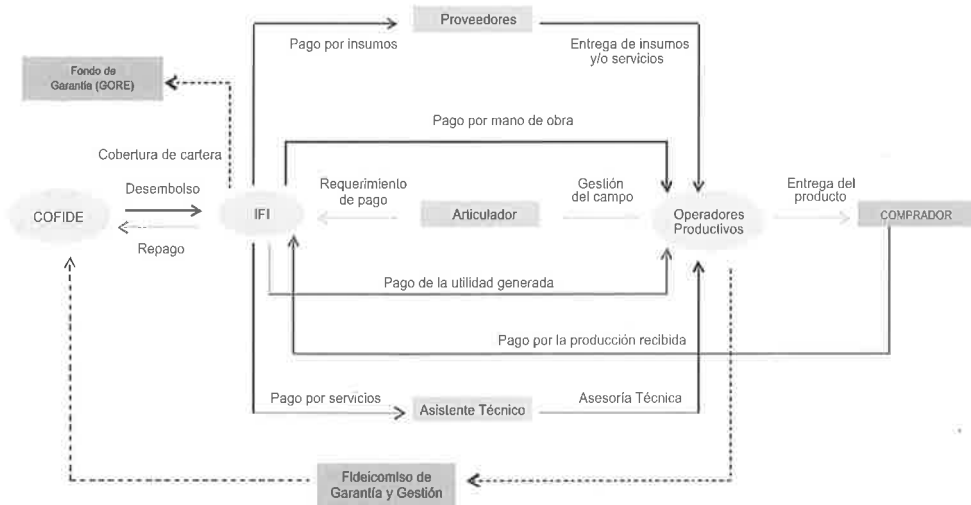 Proveedores
Pago por insumos
Entrega de insumos
y/o servicios
Fondo de
Garantía (GORE)
Pago por mano de obra
Cobertura de cartera
Desembolso
Requerimiento
de pago
Gestión
del campo
Entrega del
producto
COFIDE
IFI
Articulador
Operadores
Productivos
COMPRADOR
Repago
Pago de la utilidad generada
Pago por la producción recibida
Pago por servicios
Asistente Técnico
Asesoría Técnica
Fideicomiso de
Garantía y Gestión